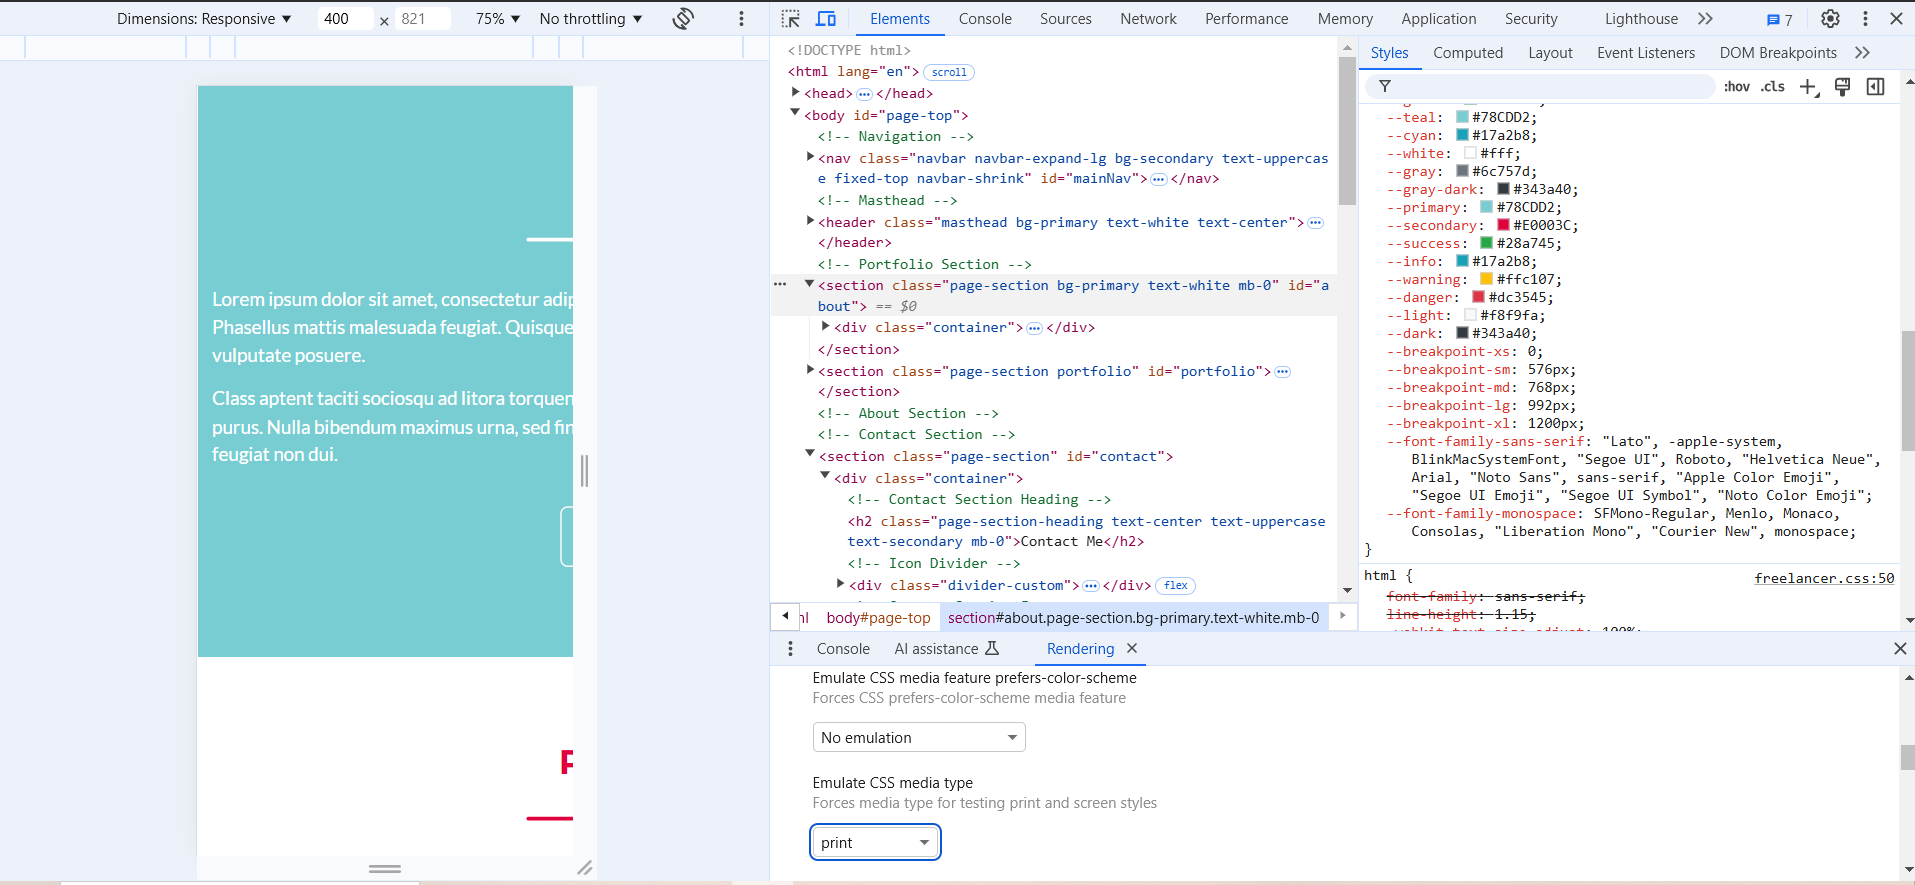 Dimensions: Responsive ▼ 400 × 821 75% ▼ No throttling ▼
Elements Console Sources Network Performance Memory Application Security Lighthouse 7
Lorem ipsum dolor sit amet, consectetur adip
Phasellus mattis malesuada feugiat. Quisque
vulputate posuere.
Class aptent taciti sociosqu ad litora torquen
purus. Nulla bibendum maximus urna, sed fin
feugiat non dui.
P
<!DOCTYPE html>
<html lang="en"> scroll
<head> ••• </head>
<body id="page-top">
<!-- Navigation -->
<nav class="navbar navbar-expand-lg bg-secondary text-uppercas
e fixed-top navbar-shrink" id="mainNav"> ••• </nav>
<!-- Masthead -->
<header class="masthead bg-primary text-white text-center"> •••
</header>
<!-- Portfolio Section -->
••• <section class="page-section bg-primary text-white mb-0" id="a
bout"> == $0
<div class="container"> ••• </div>
</section>
<section class="page-section portfolio" id="portfolio"> •••
</section>
<!-- About Section -->
<!-- Contact Section -->
<section class="page-section" id="contact">
<div class="container">
<!-- Contact Section Heading -->
<h2 class="page-section-heading text-center text-uppercase
text-secondary mb-0">Contact Me</h2>
<!-- Icon Divider -->
<div class="divider-custom"> ••• </div> flex
body#page-top section#about.page-section.bg-primary.text-white.mb-0
Styles Computed Layout Event Listeners DOM Breakpoints
:hov .cls
--teal: #78CDD2;
--cyan: #17a2b8;
--white: #fff;
--gray: #6c757d;
--gray-dark: #343a40;
--primary: #78CDD2;
--secondary: #E0003C;
--success: #28a745;
--info: #17a2b8;
--warning: #ffc107;
--danger: #dc3545;
--light: #f8f9fa;
--dark: #343a40;
--breakpoint-xs: 0;
--breakpoint-sm: 576px;
--breakpoint-md: 768px;
--breakpoint-lg: 992px;
--breakpoint-xl: 1200px;
--font-family-sans-serif: "Lato", -apple-system,
BlinkMacSystemFont, "Segoe UI", Roboto, "Helvetica Neue",
Arial, "Noto Sans", sans-serif, "Apple Color Emoji",
"Segoe UI Emoji", "Segoe UI Symbol", "Noto Color Emoji";
--font-family-monospace: SFMono-Regular, Menlo, Monaco,
Consolas, "Liberation Mono", "Courier New", monospace;
}
html { freelancer.css:50
font-family: sans-serif;
line-height: 1.15;
-webkit-text-size-adjust: 100%;
Console AI assistance Rendering
Emulate CSS media feature prefers-color-scheme
Forces CSS prefers-color-scheme media feature
No emulation
Emulate CSS media type
Forces media type for testing print and screen styles
print